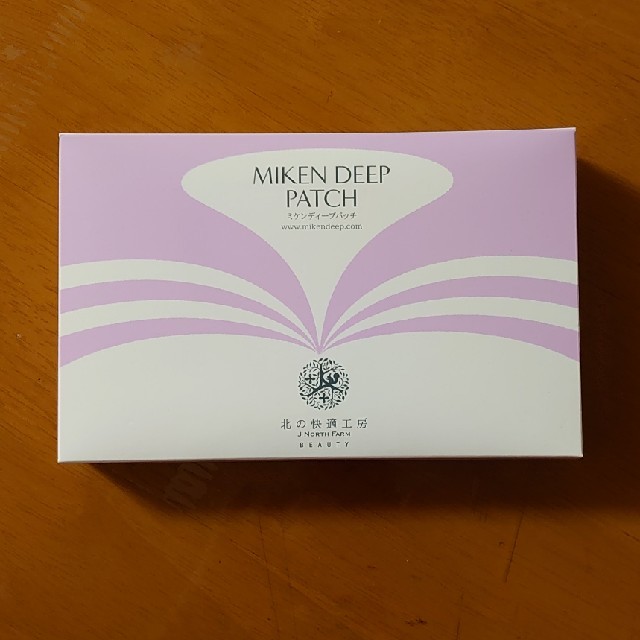 MIKEN DEEP
PATCH
ミケンディープパッチ
www.mikendeep.com
北の快適工房
J NORTH FARM
BEAUTY